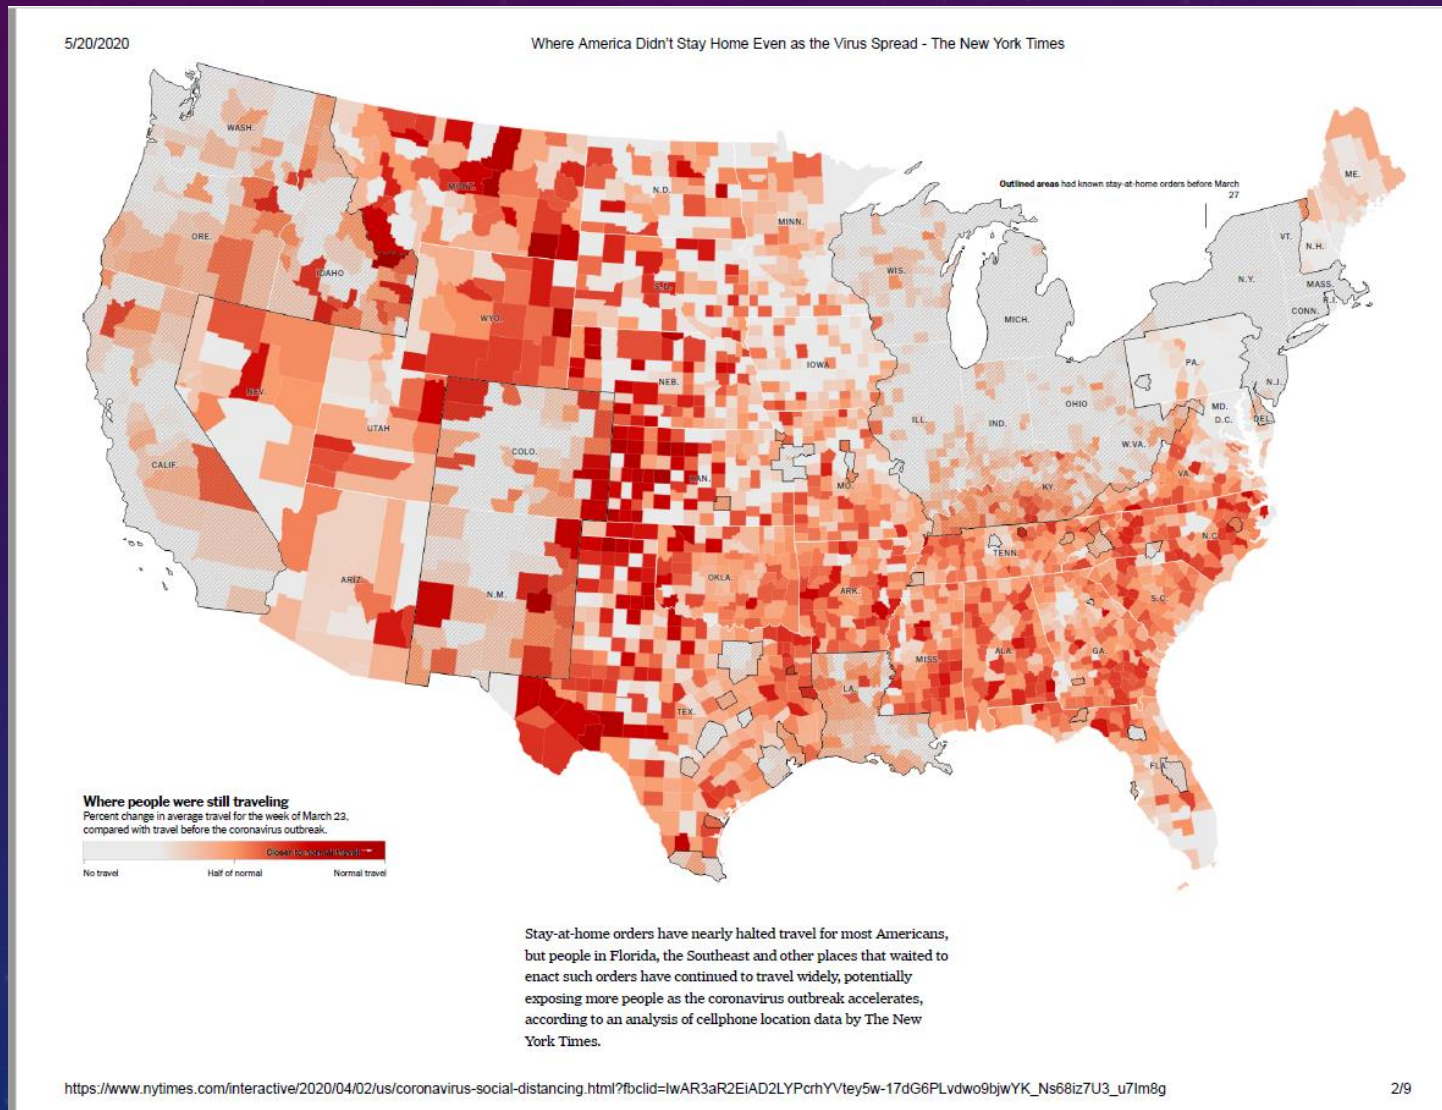 5/20/2020
Where America Didn't Stay Home Even as the Virus Spread - The New York Times
WASH.
MONT.
N.D.
MINN.
ME.
Outlined areas had known stay-at-home orders before March
27
ORE.
IDAHO
S.D.
WIS.
VT.
N.H.
N.Y.
MASS.
R.I.
CONN.
WYO.
MICH.
IOWA
PA.
NEV.
NEB.
N.J.
UTAH
ILL.
IND.
OHIO
MD.
D.C.
DEL.
COLO.
W.VA.
CALIF.
KAN.
MO.
KY.
VA.
TENN.
N.C.
ARIZ.
N.M.
OKLA.
ARK.
S.C.
MISS.
ALA.
GA.
LA.
TEX.
FLA.
Where people were still traveling
Percent change in average travel for the week of March 23,
compared with travel before the coronavirus outbreak.
Closer to normal travel
No travel
Half of normal
Normal travel
Stay-at-home orders have nearly halted travel for most Americans,
but people in Florida, the Southeast and other places that waited to
enact such orders have continued to travel widely, potentially
exposing more people as the coronavirus outbreak accelerates,
according to an analysis of cellphone location data by The New
York Times.
https://www.nytimes.com/interactive/2020/04/02/us/coronavirus-social-distancing.html?fbclid=IwAR3aR2EiAD2LYPcrhYVtey5w-17dG6PLvdwo9bjwYK_Ns68iz7U3_u7Im8g
2/9